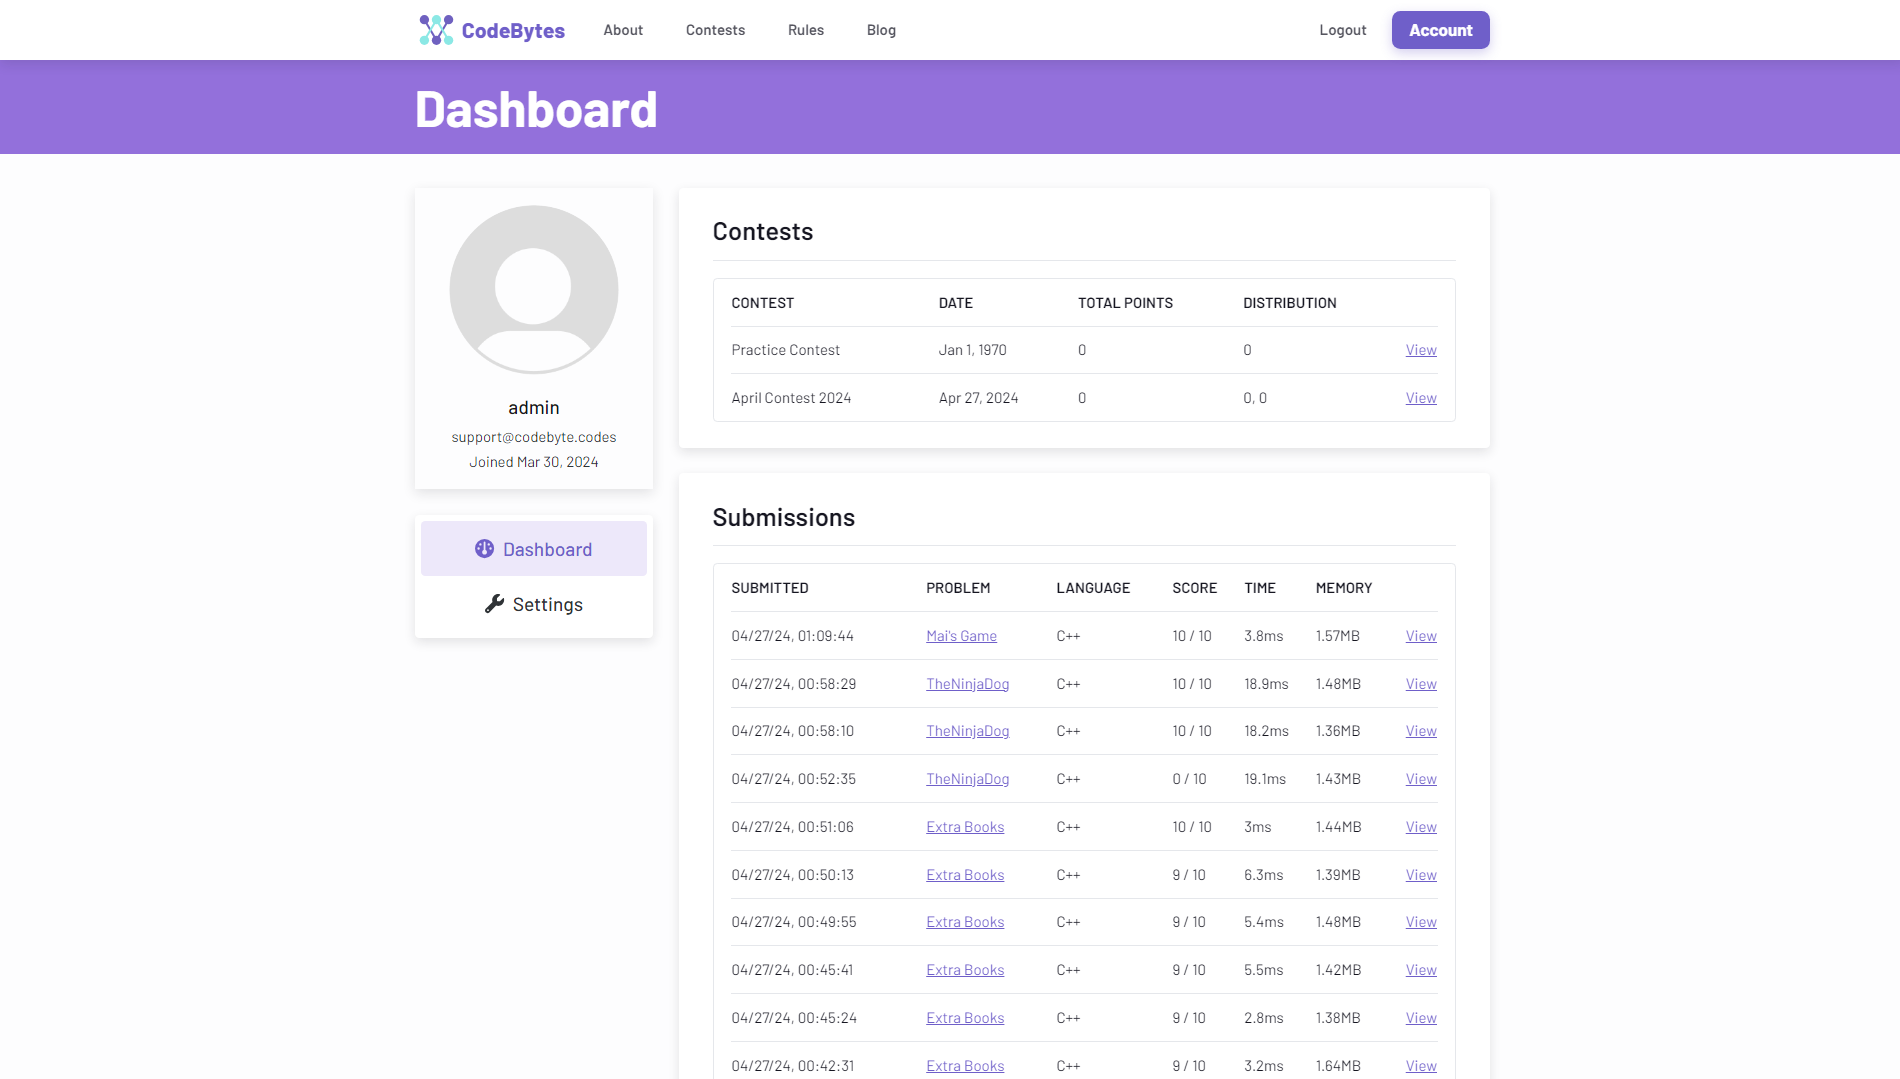 CodeBytes About Contests Rules Blog Logout Account
Dashboard
admin
support@codebyte.codes
Joined Mar 30, 2024
Dashboard
Settings
Contests
CONTEST DATE TOTAL POINTS DISTRIBUTION
Practice Contest Jan 1, 1970 0 0 View
April Contest 2024 Apr 27, 2024 0 0, 0 View
Submissions
SUBMITTED PROBLEM LANGUAGE SCORE TIME MEMORY
04/27/24, 01:09:44 Mai's Game C++ 10 / 10 3.8ms 1.57MB View
04/27/24, 00:58:29 TheNinjaDog C++ 10 / 10 18.9ms 1.48MB View
04/27/24, 00:58:10 TheNinjaDog C++ 10 / 10 18.2ms 1.36MB View
04/27/24, 00:52:35 TheNinjaDog C++ 0 / 10 19.1ms 1.43MB View
04/27/24, 00:51:06 Extra Books C++ 10 / 10 3ms 1.44MB View
04/27/24, 00:50:13 Extra Books C++ 9 / 10 6.3ms 1.39MB View
04/27/24, 00:49:55 Extra Books C++ 9 / 10 5.4ms 1.48MB View
04/27/24, 00:45:41 Extra Books C++ 9 / 10 5.5ms 1.42MB View
04/27/24, 00:45:24 Extra Books C++ 9 / 10 2.8ms 1.38MB View
04/27/24, 00:42:31 Extra Books C++ 9 / 10 3.2ms 1.64MB View